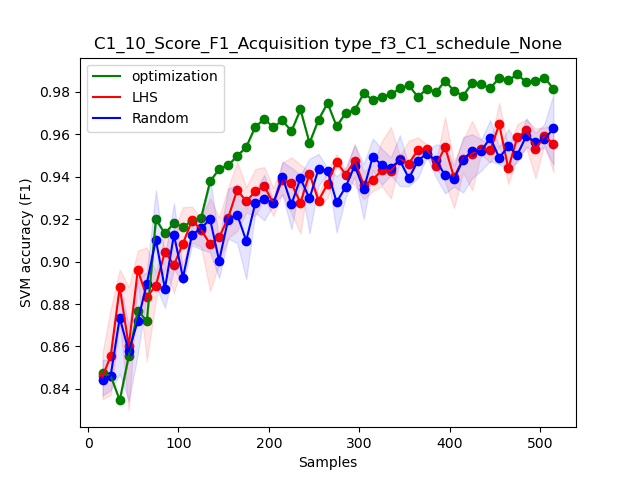 C1_10_Score_F1_Acquisition type_f3_C1_schedule_None
optimization
LHS
Random
SVM accuracy (F1)
0.98
0.96
0.94
0.92
0.90
0.88
0.86
0.84
0 100 200 300 400 500
Samples